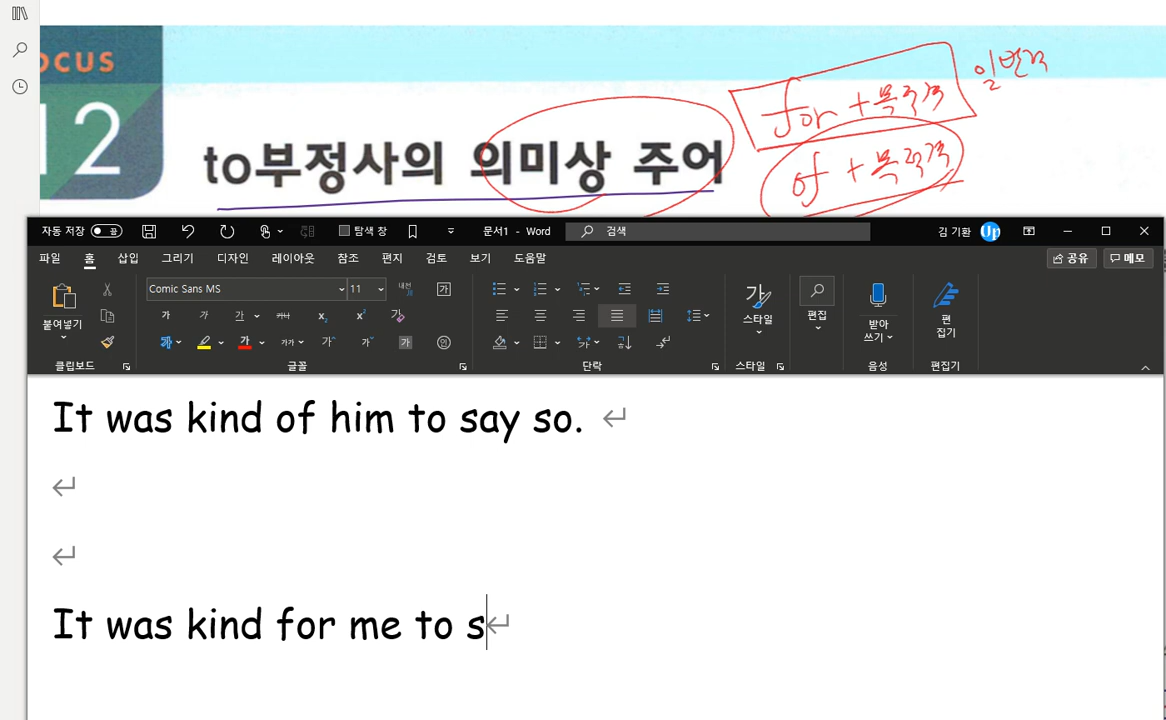 OCUS
12
to부정사의 의미상 주어
for + 목적격
일반적
of + 목적격
자동 저장 끔 문서1 - Word 검색 김 기환
파일 홈 삽입 그리기 디자인 레이아웃 참조 편지 검토 보기 도움말 공유 메모
탐색 창
Comic Sans MS 11
붙여넣기 스타일 편집 받아쓰기 편집기
클립보드 글꼴 단락 스타일 음성 편집기
It was kind of him to say so.
It was kind for me to s